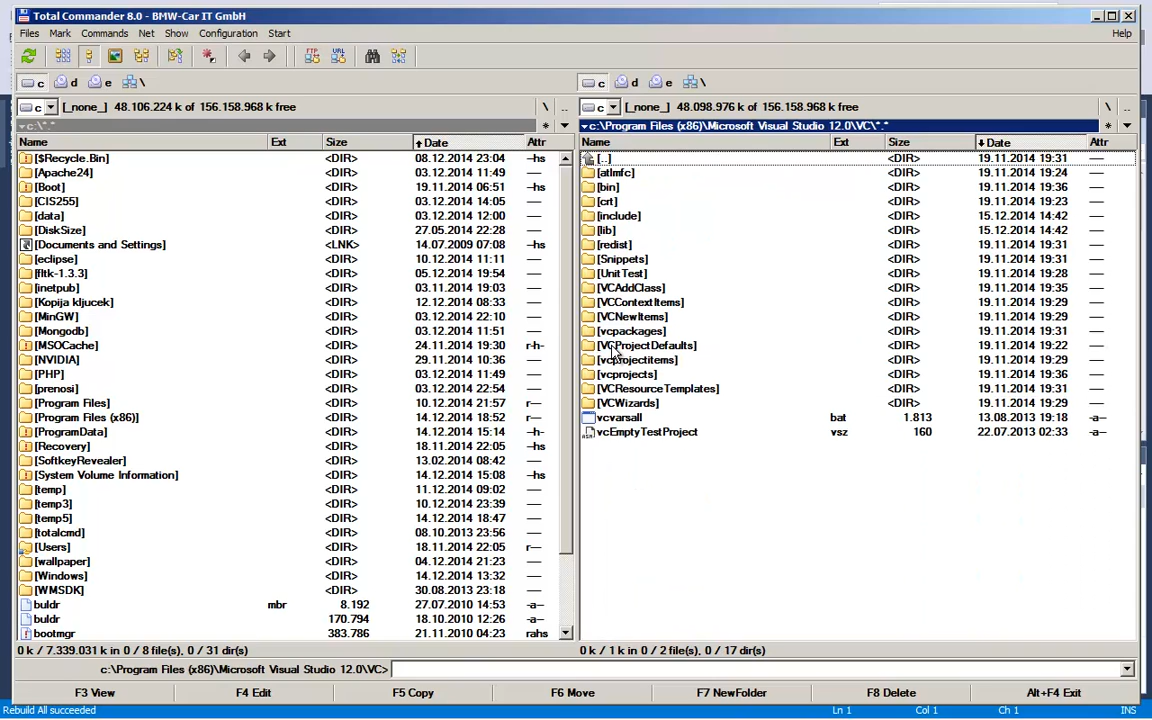 Total Commander 8.0 - BMW-Car IT GmbH
Files Mark Commands Net Show Configuration Start Help
FTP URL
c d e \ c d e \
c [_none_] 48.106.224 k of 156.158.968 k free \ .. c [_none_] 48.098.976 k of 156.158.968 k free \ ..
c:\*.* * c:\Program Files (x86)\Microsoft Visual Studio 12.0\VC\*.* *
Name Ext Size Date Attr Name Ext Size Date Attr
[$Recycle.Bin] <DIR> 08.12.2014 23:04 -hs [..] <DIR> 19.11.2014 19:31 ----
[Apache24] <DIR> 03.12.2014 11:49 ---- [atlmfc] <DIR> 19.11.2014 19:24 ----
[Boot] <DIR> 19.11.2014 06:51 -hs [bin] <DIR> 19.11.2014 19:36 ----
[CIS255] <DIR> 03.12.2014 14:05 ---- [crt] <DIR> 19.11.2014 19:23 ----
[data] <DIR> 03.12.2014 12:00 ---- [include] <DIR> 15.12.2014 14:42 ----
[DiskSize] <DIR> 27.05.2014 22:28 ---- [lib] <DIR> 15.12.2014 14:42 ----
[Documents and Settings] <LNK> 14.07.2009 07:08 -hs [redist] <DIR> 19.11.2014 19:31 ----
[eclipse] <DIR> 10.12.2014 11:11 ---- [Snippets] <DIR> 19.11.2014 19:31 ----
[fltk-1.3.3] <DIR> 05.12.2014 19:54 ---- [UnitTest] <DIR> 19.11.2014 19:28 ----
[inetpub] <DIR> 03.11.2014 19:03 ---- [VCAddClass] <DIR> 19.11.2014 19:35 ----
[Kopija kljucek] <DIR> 12.12.2014 08:33 ---- [VCContextItems] <DIR> 19.11.2014 19:29 ----
[MinGW] <DIR> 03.12.2014 22:10 ---- [VCNewItems] <DIR> 19.11.2014 19:29 ----
[Mongodb] <DIR> 03.12.2014 11:51 ---- [vcpackages] <DIR> 19.11.2014 19:31 ----
[MSOCache] <DIR> 24.11.2014 19:30 r-h- [VCProjectDefaults] <DIR> 19.11.2014 19:22 ----
[NVIDIA] <DIR> 29.11.2014 10:36 ---- [vcprojectitems] <DIR> 19.11.2014 19:29 ----
[PHP] <DIR> 03.12.2014 11:49 ---- [vcprojects] <DIR> 19.11.2014 19:36 ----
[prenosi] <DIR> 03.12.2014 22:54 ---- [VCResourceTemplates] <DIR> 19.11.2014 19:31 ----
[Program Files] <DIR> 10.12.2014 21:57 r--- [VCWizards] <DIR> 19.11.2014 19:29 ----
[Program Files (x86)] <DIR> 14.12.2014 18:52 r--- vcvarsall bat 1.813 13.08.2013 19:18 -a--
[ProgramData] <DIR> 14.12.2014 15:14 --h- vcEmptyTestProject vsz 160 22.07.2013 02:33 -a--
[Recovery] <DIR> 18.11.2014 22:05 -hs
[SoftkeyRevealer] <DIR> 13.02.2014 08:42 ----
[System Volume Information] <DIR> 14.12.2014 15:08 -hs
[temp] <DIR> 11.12.2014 09:02 ----
[temp3] <DIR> 10.12.2014 23:39 ----
[temp5] <DIR> 14.12.2014 18:47 ----
[totalcmd] <DIR> 08.10.2013 23:56 ----
[Users] <DIR> 18.11.2014 22:05 r---
[wallpaper] <DIR> 04.12.2014 21:23 ----
[Windows] <DIR> 14.12.2014 13:32 ----
[WMSDK] <DIR> 30.08.2013 23:18 ----
buldr mbr 8.192 27.07.2010 14:53 -a--
buldr 170.794 18.10.2010 12:26 -a--
bootmgr 383.786 21.11.2010 04:23 rahs
0 k / 7.339.031 k in 0 / 8 file(s), 0 / 31 dir(s) 0 k / 1 k in 0 / 2 file(s), 0 / 17 dir(s)
c:\Program Files (x86)\Microsoft Visual Studio 12.0\VC>
F3 View F4 Edit F5 Copy F6 Move F7 NewFolder F8 Delete Alt+F4 Exit
Rebuild All succeeded Ln 1 Col 1 Ch 1 INS